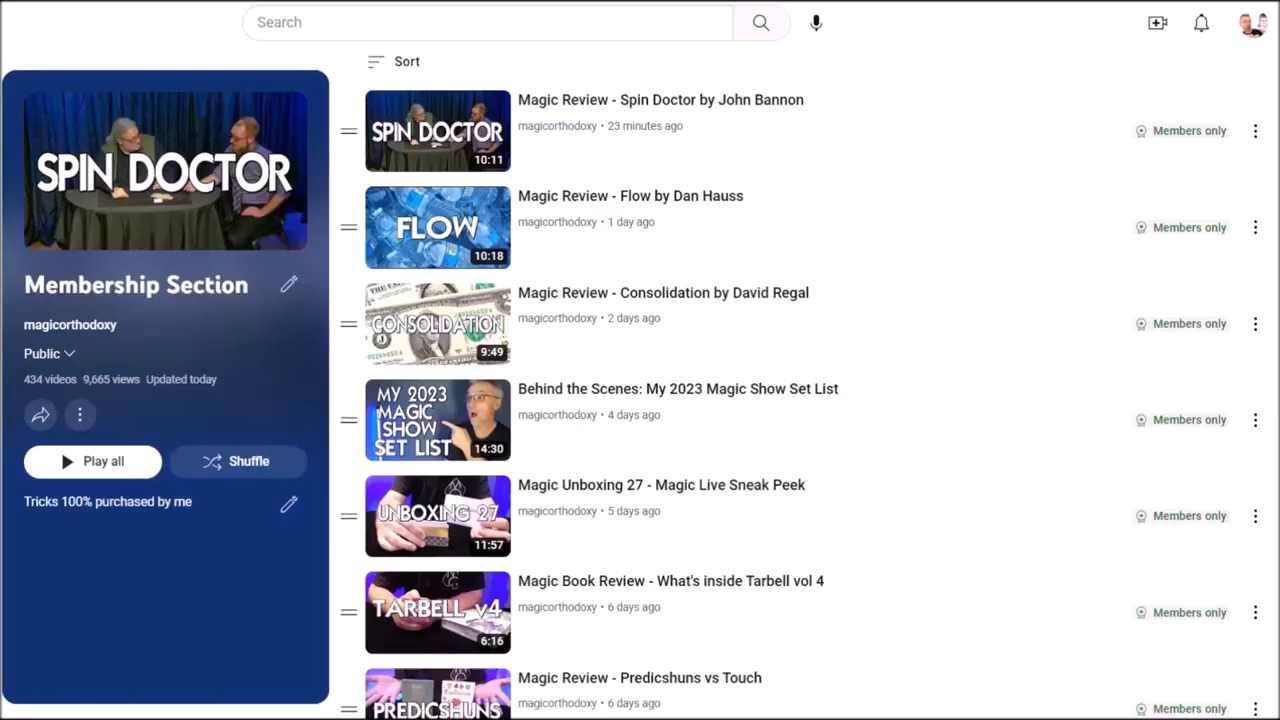 Search
Sort
SPIN DOCTOR
Membership Section
magicorthodoxy
Public
434 videos 9,665 views Updated today
Play all
Shuffle
Tricks 100% purchased by me
SPIN DOCTOR
10:11
Magic Review - Spin Doctor by John Bannon
magicorthodoxy • 23 minutes ago
Members only
FLOW
10:18
Magic Review - Flow by Dan Hauss
magicorthodoxy • 1 day ago
Members only
CONSOLIDATION
9:49
Magic Review - Consolidation by David Regal
magicorthodoxy • 2 days ago
Members only
MY 2023
MAGIC
SHOW
SET LIST
14:30
Behind the Scenes: My 2023 Magic Show Set List
magicorthodoxy • 4 days ago
Members only
UNBOXING 27
11:57
Magic Unboxing 27 - Magic Live Sneak Peek
magicorthodoxy • 5 days ago
Members only
TARBELL v4
6:16
Magic Book Review - What's inside Tarbell vol 4
magicorthodoxy • 6 days ago
Members only
PREDICSHUNS
Magic Review - Predicshuns vs Touch
magicorthodoxy • 6 days ago
Members only